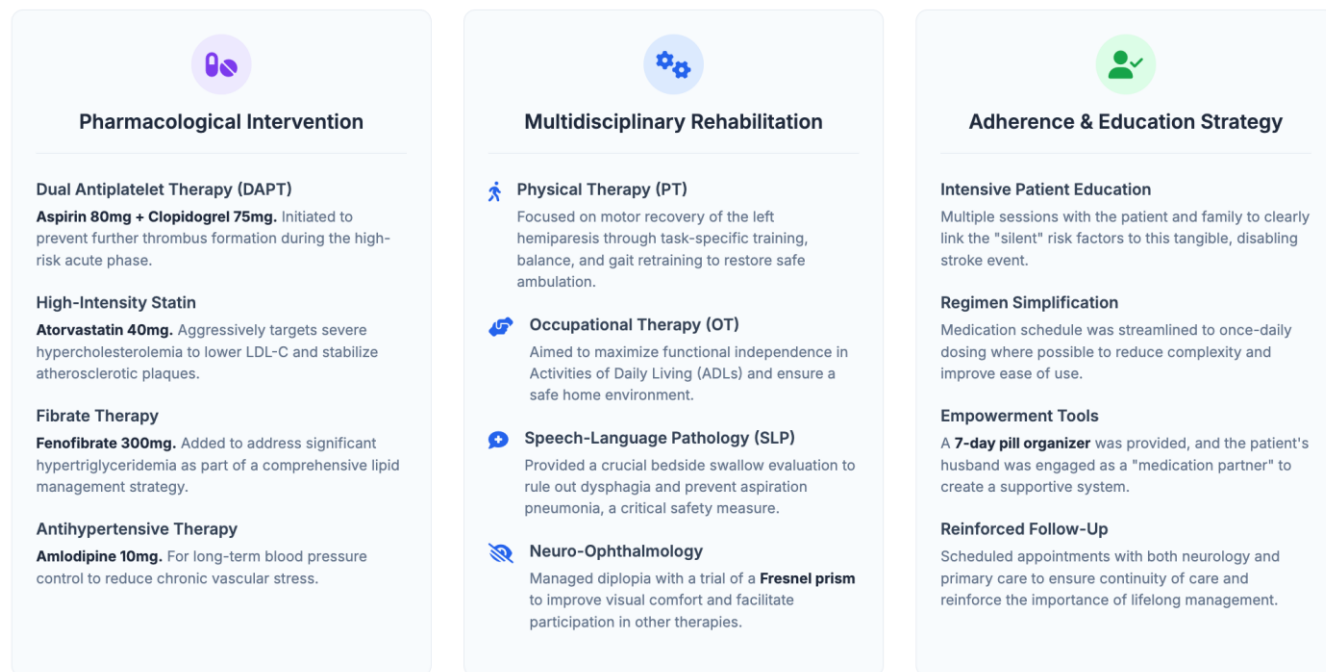 Pharmacological Intervention
Dual Antiplatelet Therapy (DAPT)
Aspirin 80mg + Clopidogrel 75mg. Initiated to
prevent further thrombus formation during the high-
risk acute phase.
High-Intensity Statin
Atorvastatin 40mg. Aggressively targets severe
hypercholesterolemia to lower LDL-C and stabilize
atherosclerotic plaques.
Fibrate Therapy
Fenofibrate 300mg. Added to address significant
hypertriglyceridemia as part of a comprehensive lipid
management strategy.
Antihypertensive Therapy
Amlodipine 10mg. For long-term blood pressure
control to reduce chronic vascular stress.
Multidisciplinary Rehabilitation
Physical Therapy (PT)
Focused on motor recovery of the left
hemiparesis through task-specific training,
balance, and gait retraining to restore safe
ambulation.
Occupational Therapy (OT)
Aimed to maximize functional independence in
Activities of Daily Living (ADLs) and ensure a
safe home environment.
Speech-Language Pathology (SLP)
Provided a crucial bedside swallow evaluation to
rule out dysphagia and prevent aspiration
pneumonia, a critical safety measure.
Neuro-Ophthalmology
Managed diplopia with a trial of a Fresnel prism
to improve visual comfort and facilitate
participation in other therapies.
Adherence & Education Strategy
Intensive Patient Education
Multiple sessions with the patient and family to clearly
link the "silent" risk factors to this tangible, disabling
stroke event.
Regimen Simplification
Medication schedule was streamlined to once-daily
dosing where possible to reduce complexity and
improve ease of use.
Empowerment Tools
A 7-day pill organizer was provided, and the patient's
husband was engaged as a "medication partner" to
create a supportive system.
Reinforced Follow-Up
Scheduled appointments with both neurology and
primary care to ensure continuity of care and
reinforce the importance of lifelong management.